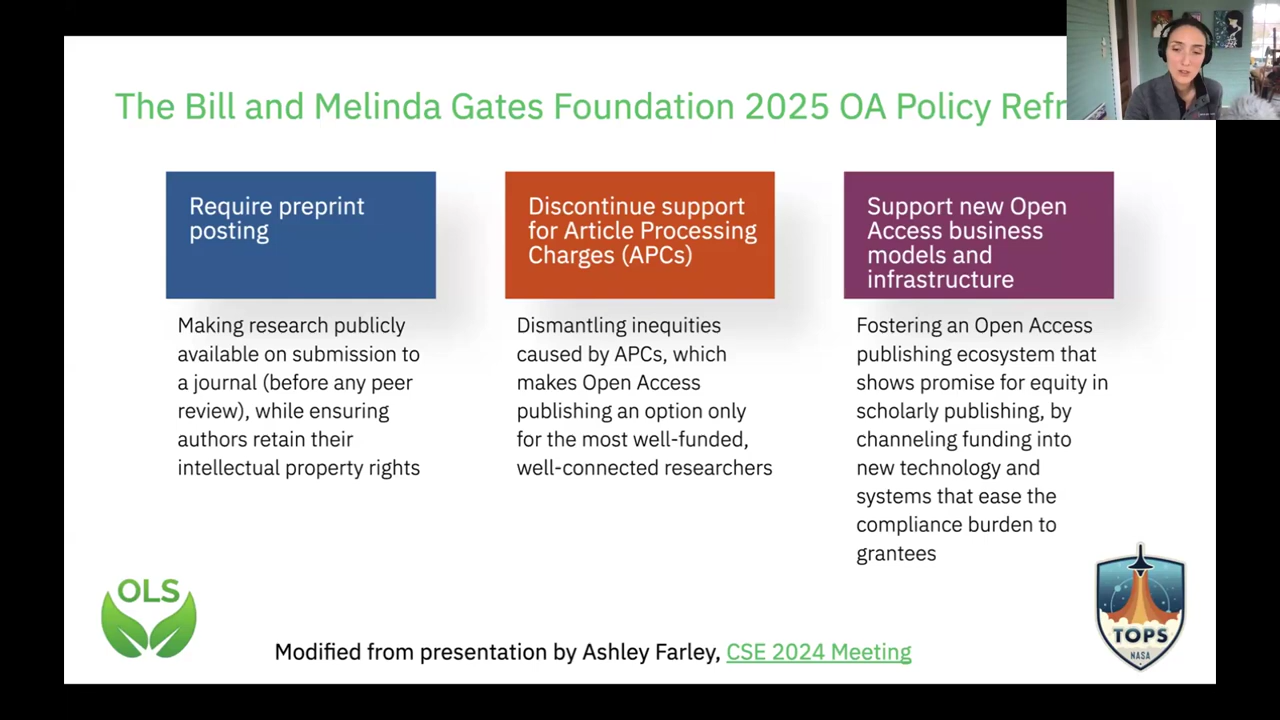 The Bill and Melinda Gates Foundation 2025 OA Policy
Require preprint
posting
Making research publicly
available on submission to
a journal (before any peer
review), while ensuring
authors retain their
intellectual property rights
Discontinue support
for Article Processing
Charges (APCs)
Dismantling inequities
caused by APCs, which
makes Open Access
publishing an option only
for the most well-funded,
well-connected researchers
Support new Open
Access business
models and
infrastructure
Fostering an Open Access
publishing ecosystem that
shows promise for equity in
scholarly publishing, by
channeling funding into
new technology and
systems that ease the
compliance burden to
grantees
OLS
Modified from presentation by Ashley Farley, CSE 2024 Meeting
TOPS
NASA